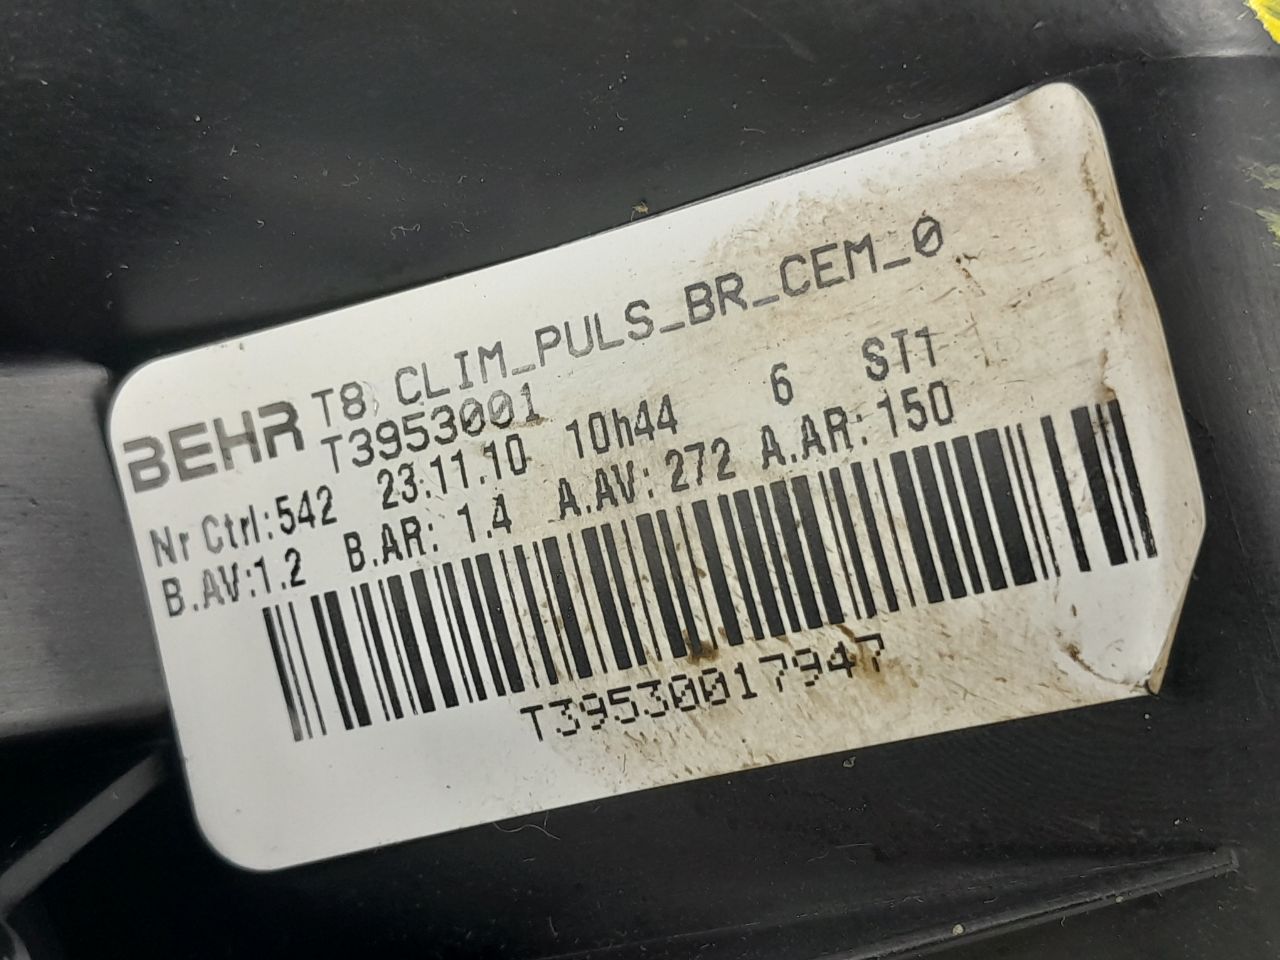 BEHR T8 CLIM_PULS_BR_CEM_0
T3953001
Nr Ctrl:542 23.11.10 10h44 6 ST1
B.AV:1.2 B.AR: 1.4 A.AV: 272 A.AR: 150
T39530017947